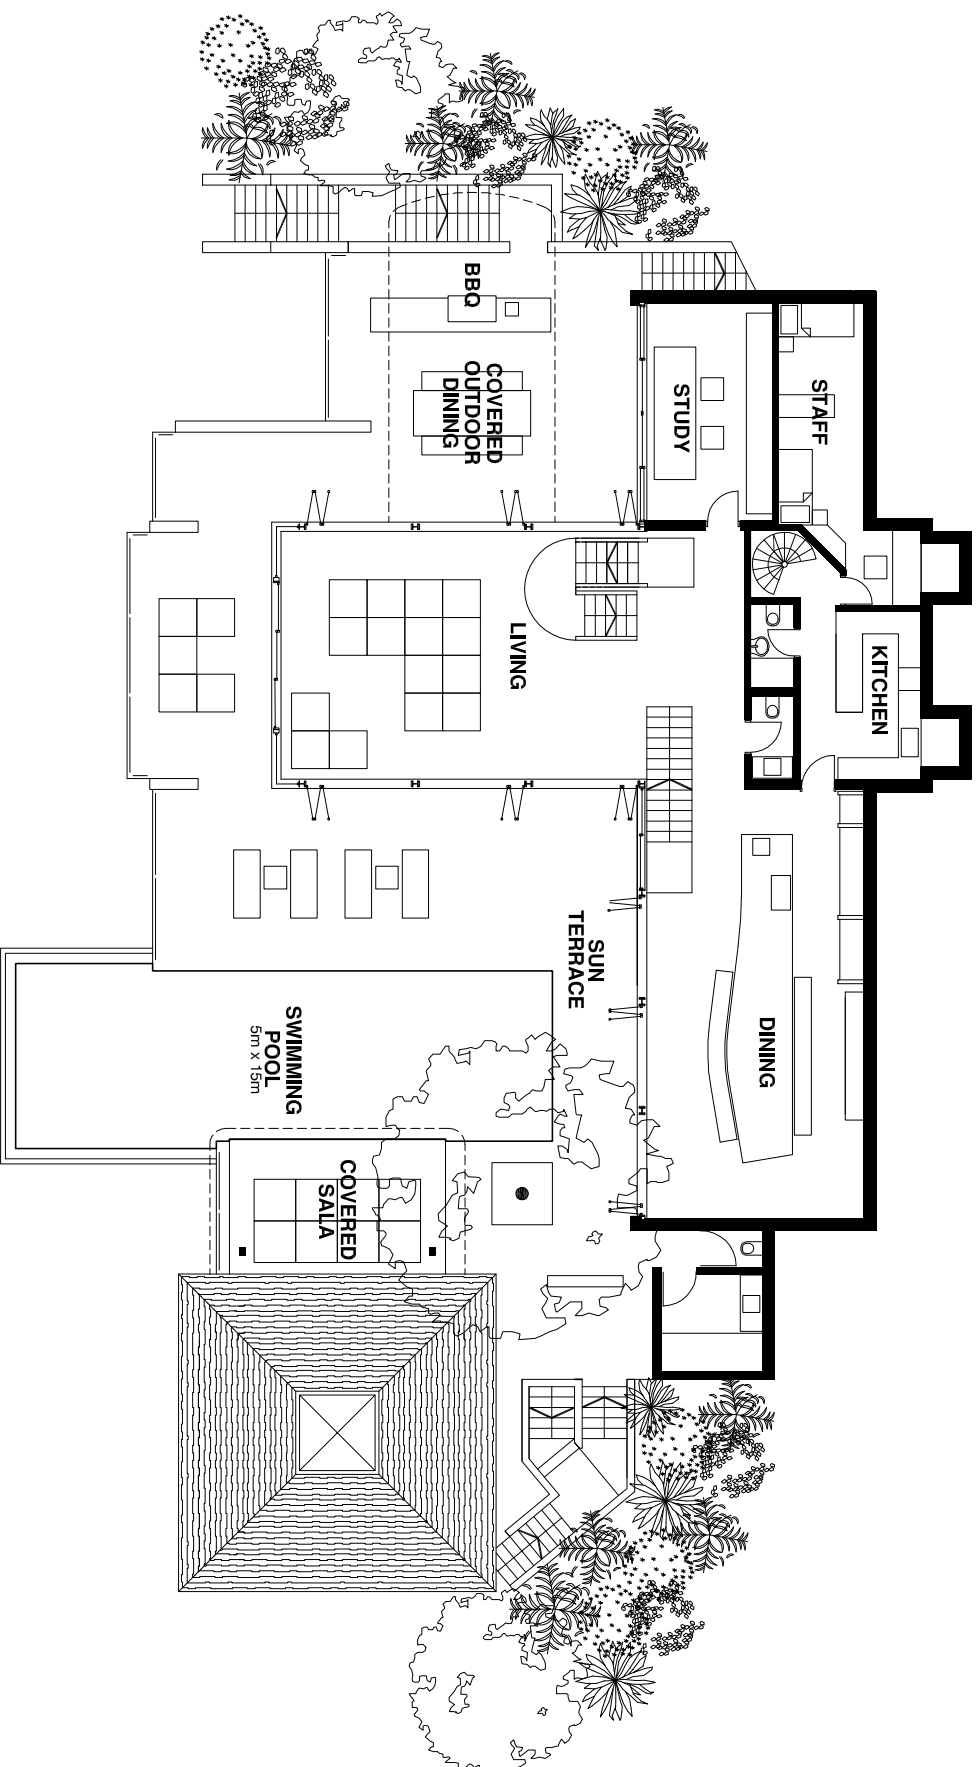 BBQ
COVERED
OUTDOOR
DINING
STUDY
STAFF
LIVING
KITCHEN
SUN
TERRACE
DINING
SWIMMING
POOL
5m x 15m
COVERED
SALA